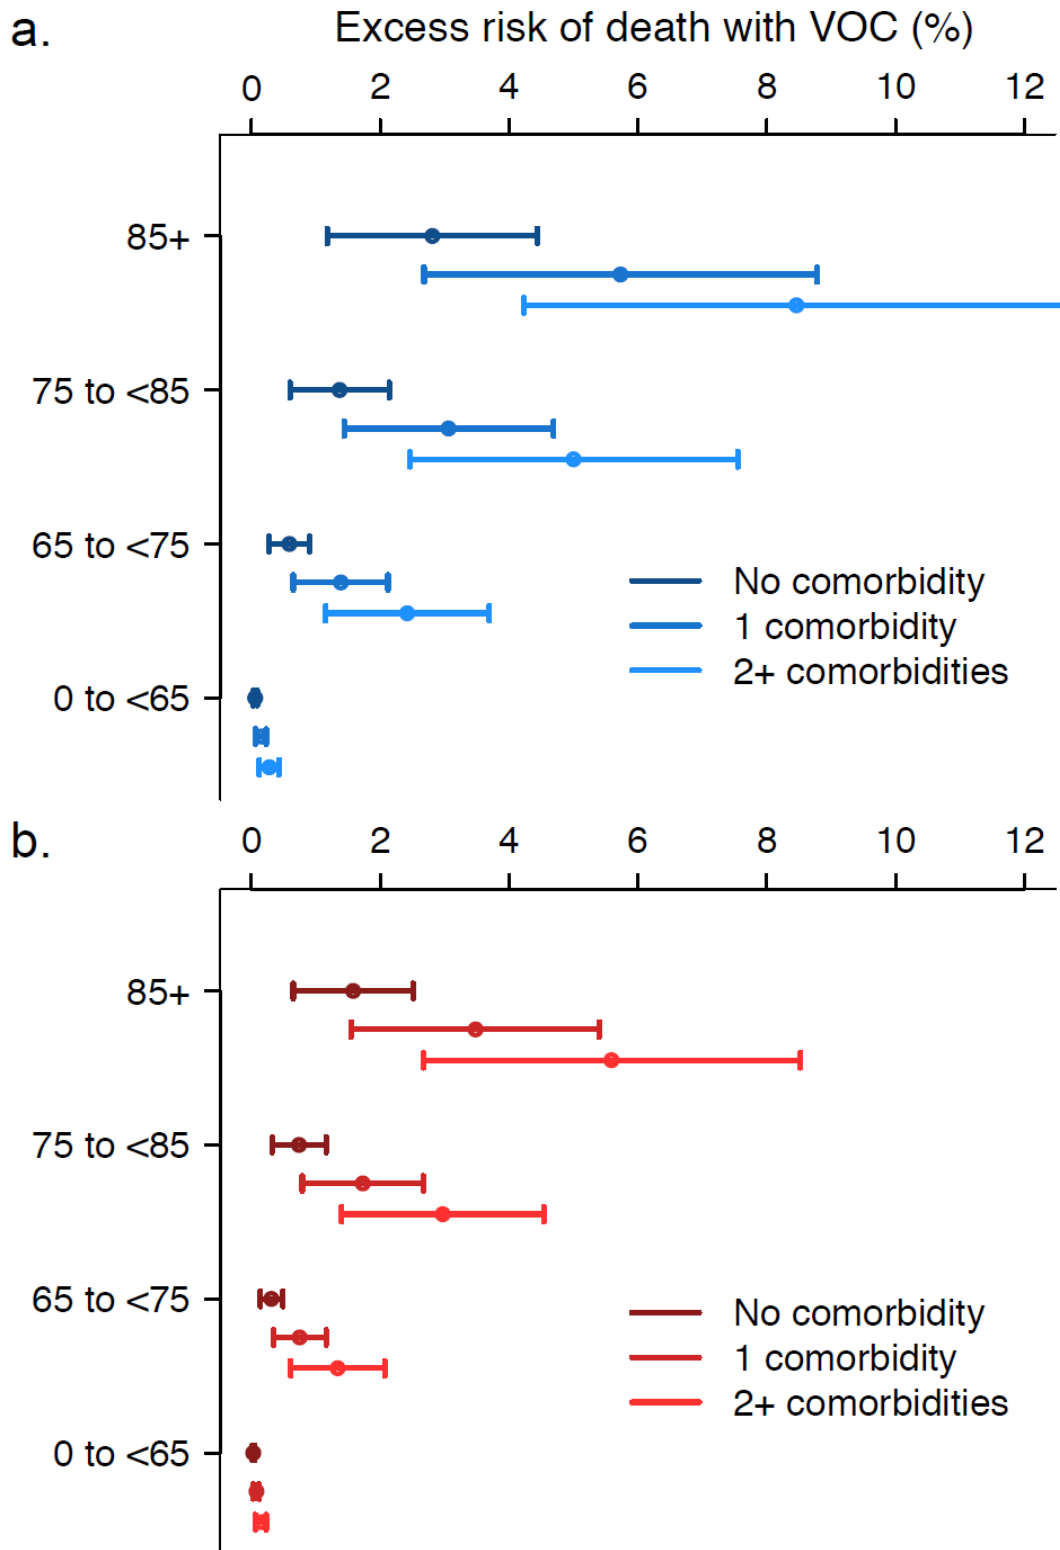 a.
Excess risk of death with VOC (%)
0 2 4 6 8 10 12
85+
75 to <85
65 to <75
No comorbidity
1 comorbidity
2+ comorbidities
0 to <65
b.
0 2 4 6 8 10 12
85+
75 to <85
65 to <75
No comorbidity
1 comorbidity
2+ comorbidities
0 to <65